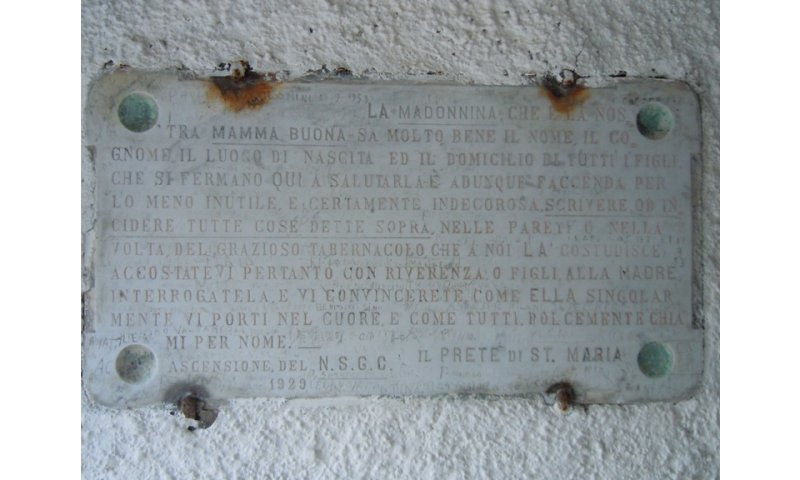 LA MADONNINA, CHE È LA NOS
TRA MAMMA BUONA SA MOLTO BENE IL NOME, IL CO_
GNOME, IL LUOGO DI NASCITA ED IL DOMICILIO DI TUTTI I FIGLI
CHE SI FERMANO QUI A SALUTARLA È ADUNQUE FACCENDA PER
LO MENO INUTILE, E CERTAMENTE INDECOROSA, SCRIVERE, OD IN
CIDERE TUTTE COSE DETTE SOPRA, NELLE PARETI O NELLA
VOLTA, DEL GRAZIOSO TABERNACOLO, CHE A NOI LA COSTUDISCE;
ACCOSTATEVI PERTANTO CON RIVERENZA, O FIGLI, ALLA MADRE,
INTERROGATELA, E VI CONVINCERETE, COME ELLA SINGOLAR
MENTE VI PORTI NEL CUORE, E COME TUTTI, DOLCEMENTE CHIA
MI PER NOME.
IL PRETE DI ST. MARIA
ASCENSIONE, DEL N.S.G.C.
1929